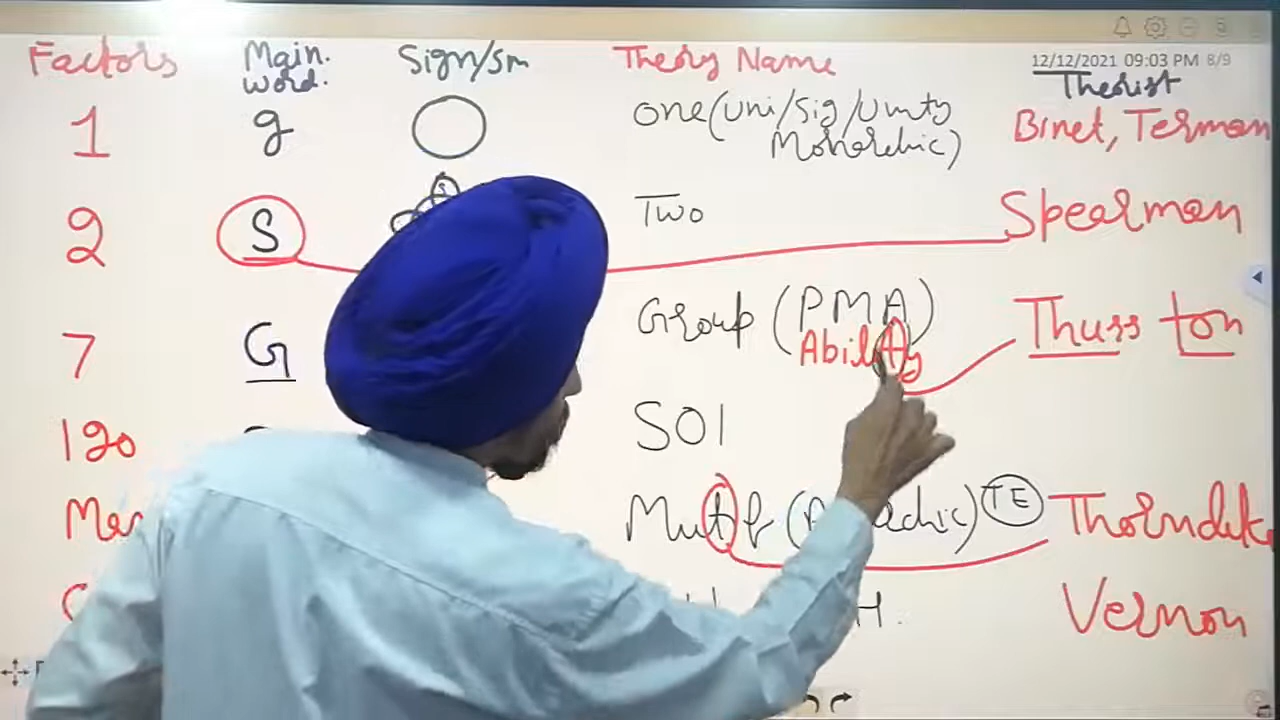 12/12/2021 09:03 PM 8/9
Factors Main. word. Sign/Sm Theory Name Theorist
1 g one(uni/Sig/Unity Monarchic) Binet, Terman
2 S S Two Spearman
7 G Group (PMA) Ability Thuss ton
120 SOI
Multi TE Thorndike
H. Vernon